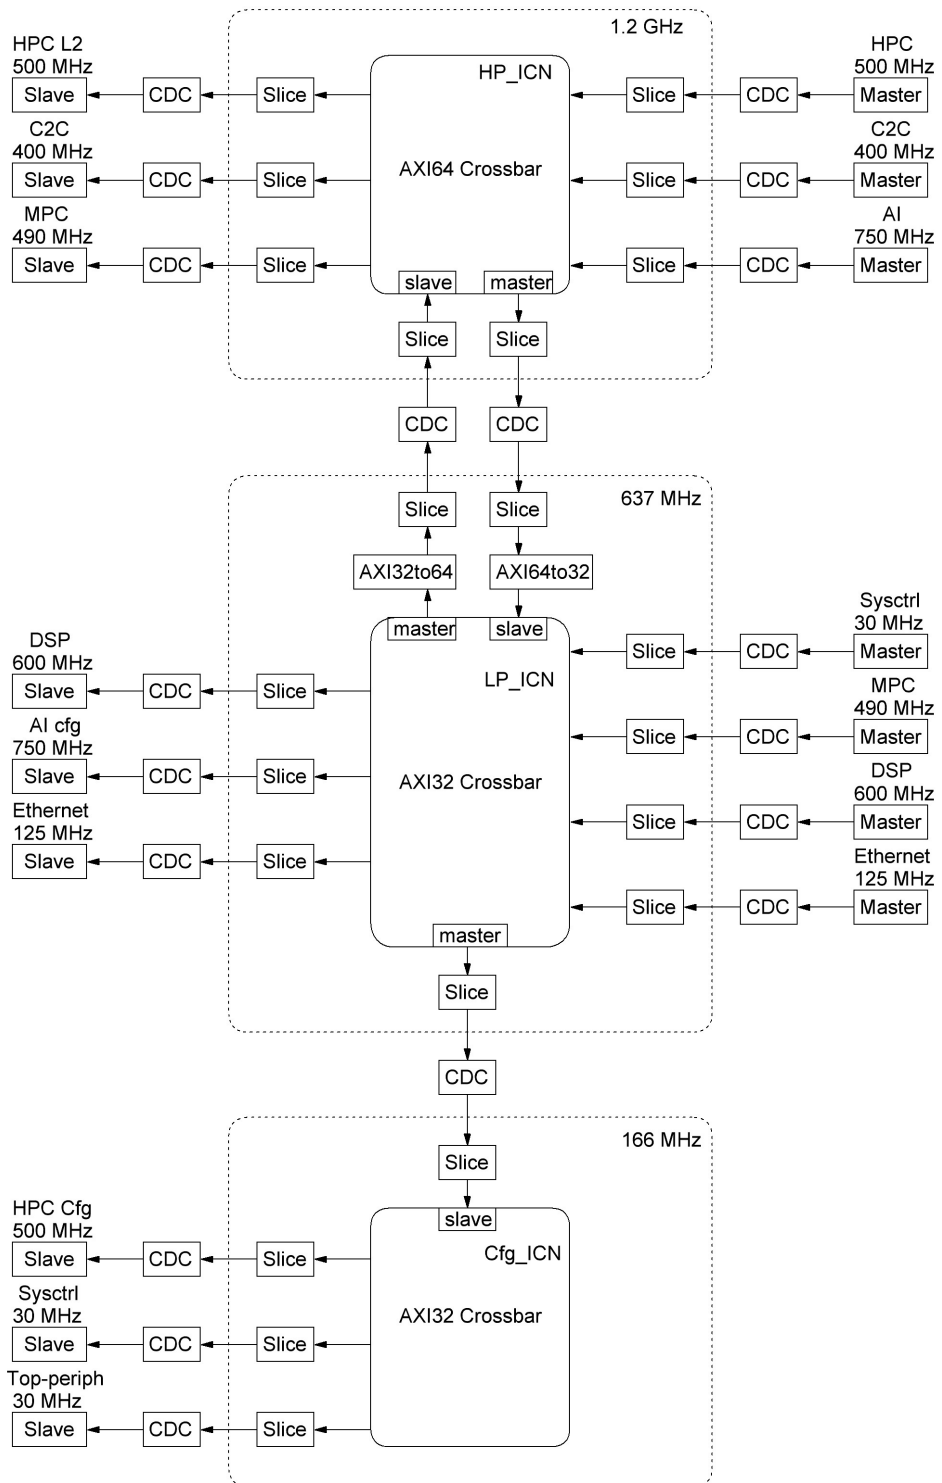 1.2 GHz
HPC L2
500 MHz
HP_ICN
HPC
500 MHz
Slave
CDC
Slice
Slice
CDC
Master
C2C
400 MHz
C2C
400 MHz
Slave
CDC
Slice
AXI64 Crossbar
Slice
CDC
Master
MPC
490 MHz
AI
750 MHz
Slave
CDC
Slice
Slice
CDC
Master
slave
master
Slice
Slice
CDC
CDC
637 MHz
Slice
Slice
AXI32to64
AXI64to32
master
slave
Sysctrl
30 MHz
Slice
CDC
Master
DSP
600 MHz
LP_ICN
MPC
490 MHz
Slave
CDC
Slice
Slice
CDC
Master
AI cfg
750 MHz
Slave
CDC
Slice
AXI32 Crossbar
DSP
600 MHz
Slice
CDC
Master
Ethernet
125 MHz
Slave
CDC
Slice
Ethernet
125 MHz
Slice
CDC
Master
master
Slice
CDC
166 MHz
Slice
slave
HPC Cfg
500 MHz
Cfg_ICN
Slave
CDC
Slice
Sysctrl
30 MHz
AXI32 Crossbar
Slave
CDC
Slice
Top-periph
30 MHz
Slave
CDC
Slice